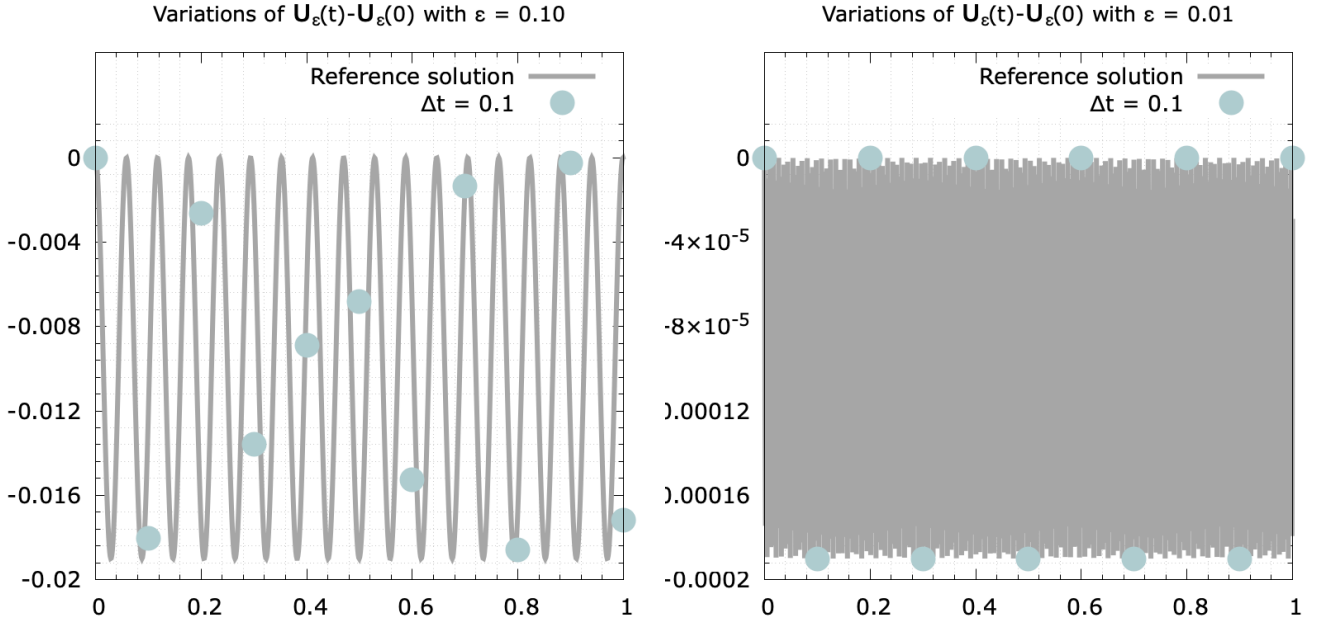 Variations of Uε(t)-Uε(0) with ε = 0.10
Reference solution
Δt = 0.1
0
-0.004
-0.008
-0.012
-0.016
-0.02
0 0.2 0.4 0.6 0.8 1
Variations of Uε(t)-Uε(0) with ε = 0.01
Reference solution
Δt = 0.1
0
-4×10⁻⁵
-8×10⁻⁵
0.00012
0.00016
-0.0002
0 0.2 0.4 0.6 0.8 1